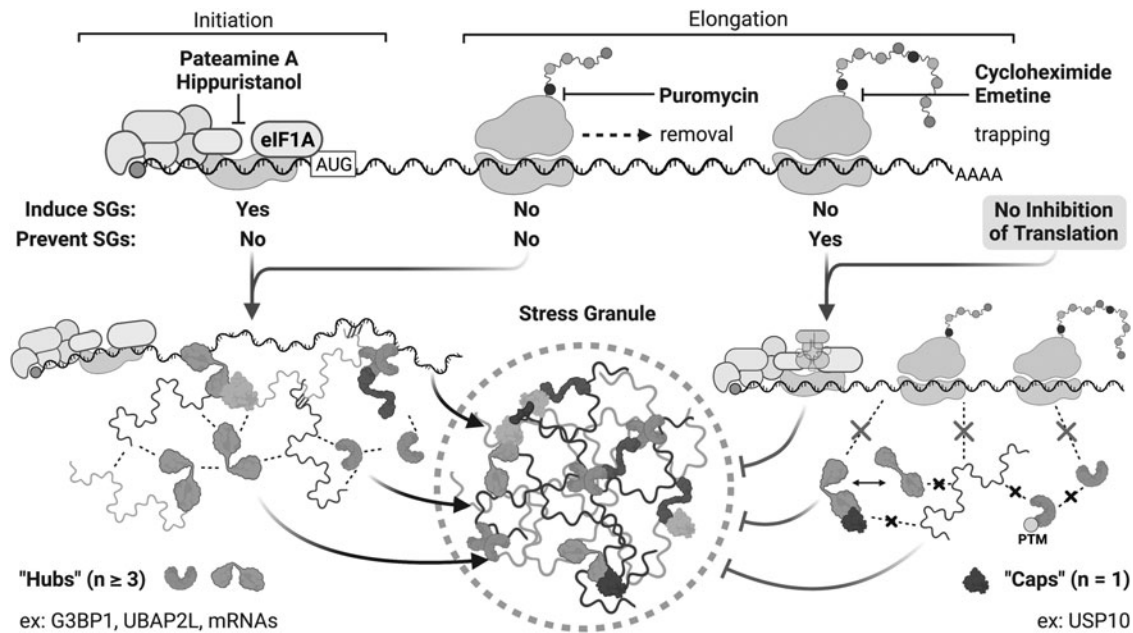 Initiation
Elongation
Pateamine A
Hippuristanol
eIF1A
AUG
Puromycin
removal
Cycloheximide
Emetine
trapping
AAAA
Induce SGs: Yes No No
Prevent SGs: No No Yes
No Inhibition
of Translation
Stress Granule
PTM
"Hubs" (n ≥ 3)
ex: G3BP1, UBAP2L, mRNAs
"Caps" (n = 1)
ex: USP10